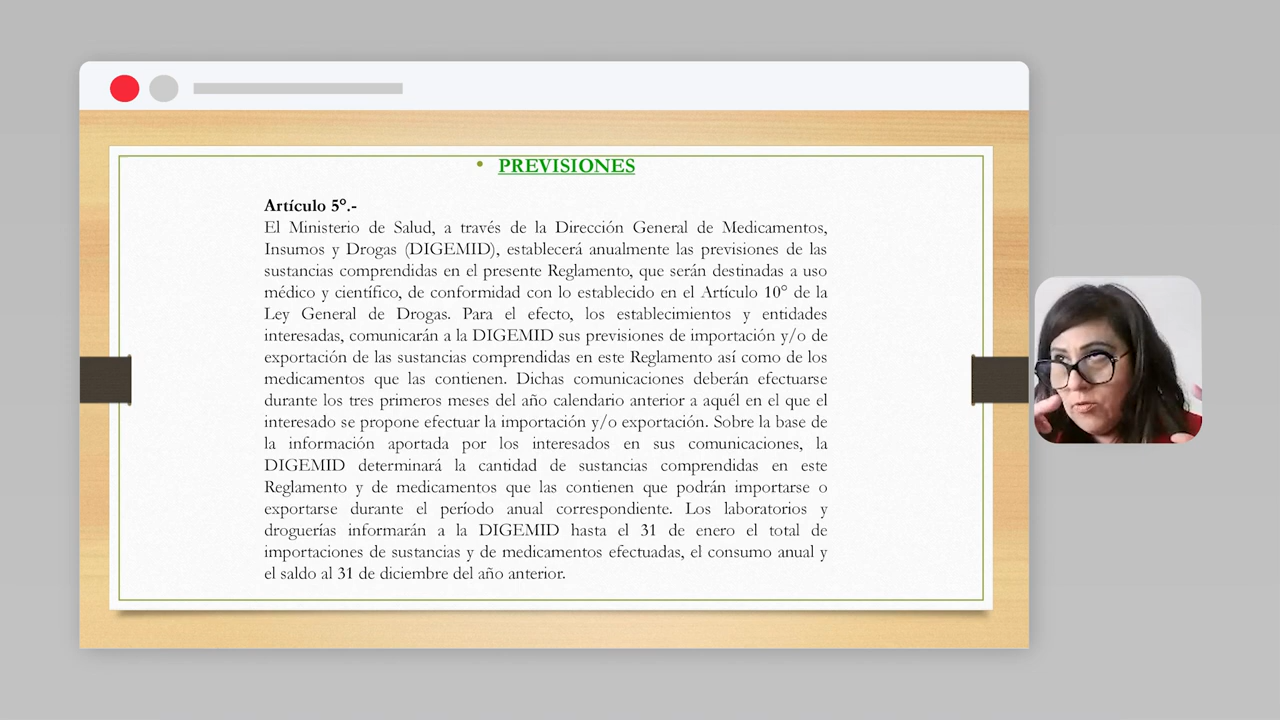 • PREVISIONES
Artículo 5°.-
El Ministerio de Salud, a través de la Dirección General de Medicamentos,
Insumos y Drogas (DIGEMID), establecerá anualmente las previsiones de las
sustancias comprendidas en el presente Reglamento, que serán destinadas a uso
médico y científico, de conformidad con lo establecido en el Artículo 10° de la
Ley General de Drogas. Para el efecto, los establecimientos y entidades
interesadas, comunicarán a la DIGEMID sus previsiones de importación y/o de
exportación de las sustancias comprendidas en este Reglamento así como de los
medicamentos que las contienen. Dichas comunicaciones deberán efectuarse
durante los tres primeros meses del año calendario anterior a aquél en el que el
interesado se propone efectuar la importación y/o exportación. Sobre la base de
la información aportada por los interesados en sus comunicaciones, la
DIGEMID determinará la cantidad de sustancias comprendidas en este
Reglamento y de medicamentos que las contienen que podrán importarse o
exportarse durante el período anual correspondiente. Los laboratorios y
droguerías informarán a la DIGEMID hasta el 31 de enero el total de
importaciones de sustancias y de medicamentos efectuadas, el consumo anual y
el saldo al 31 de diciembre del año anterior.